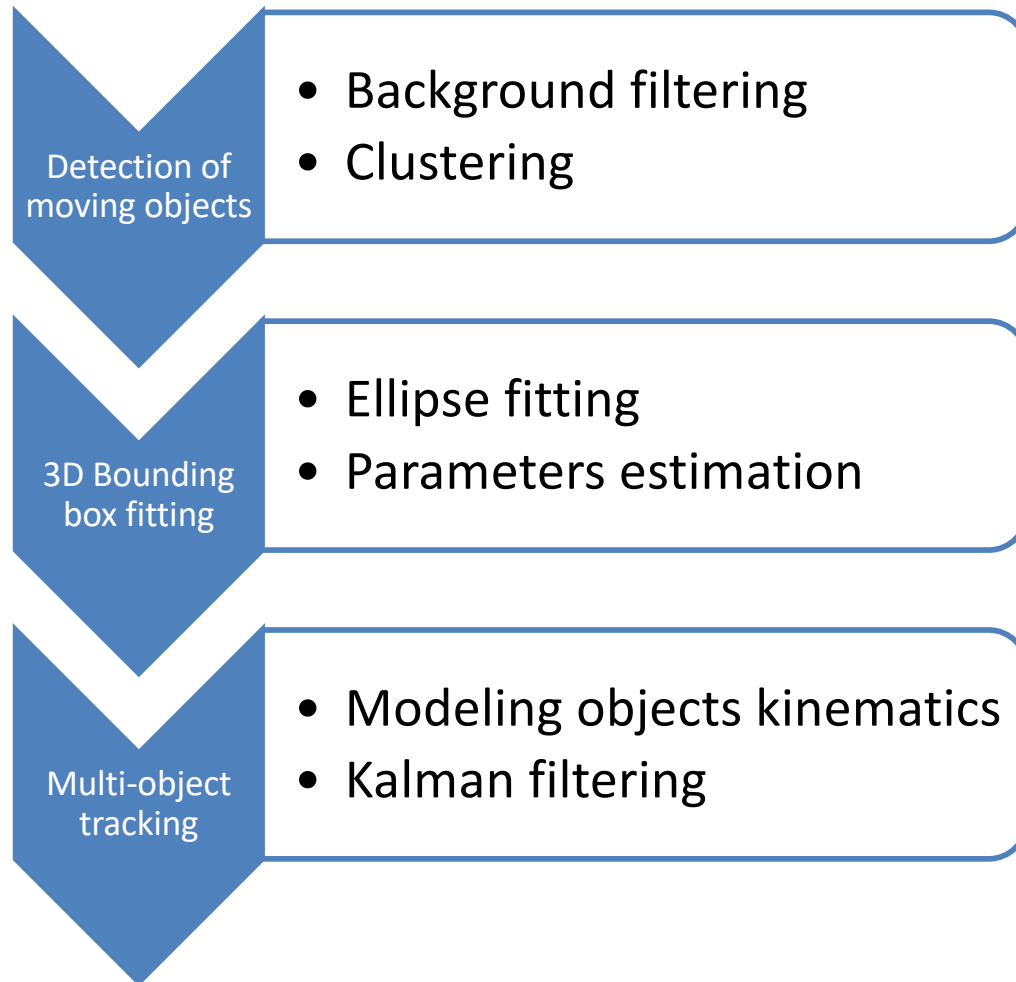 Detection of
moving objects
• Background filtering
• Clustering
3D Bounding
box fitting
• Ellipse fitting
• Parameters estimation
Multi-object
tracking
• Modeling objects kinematics
• Kalman filtering